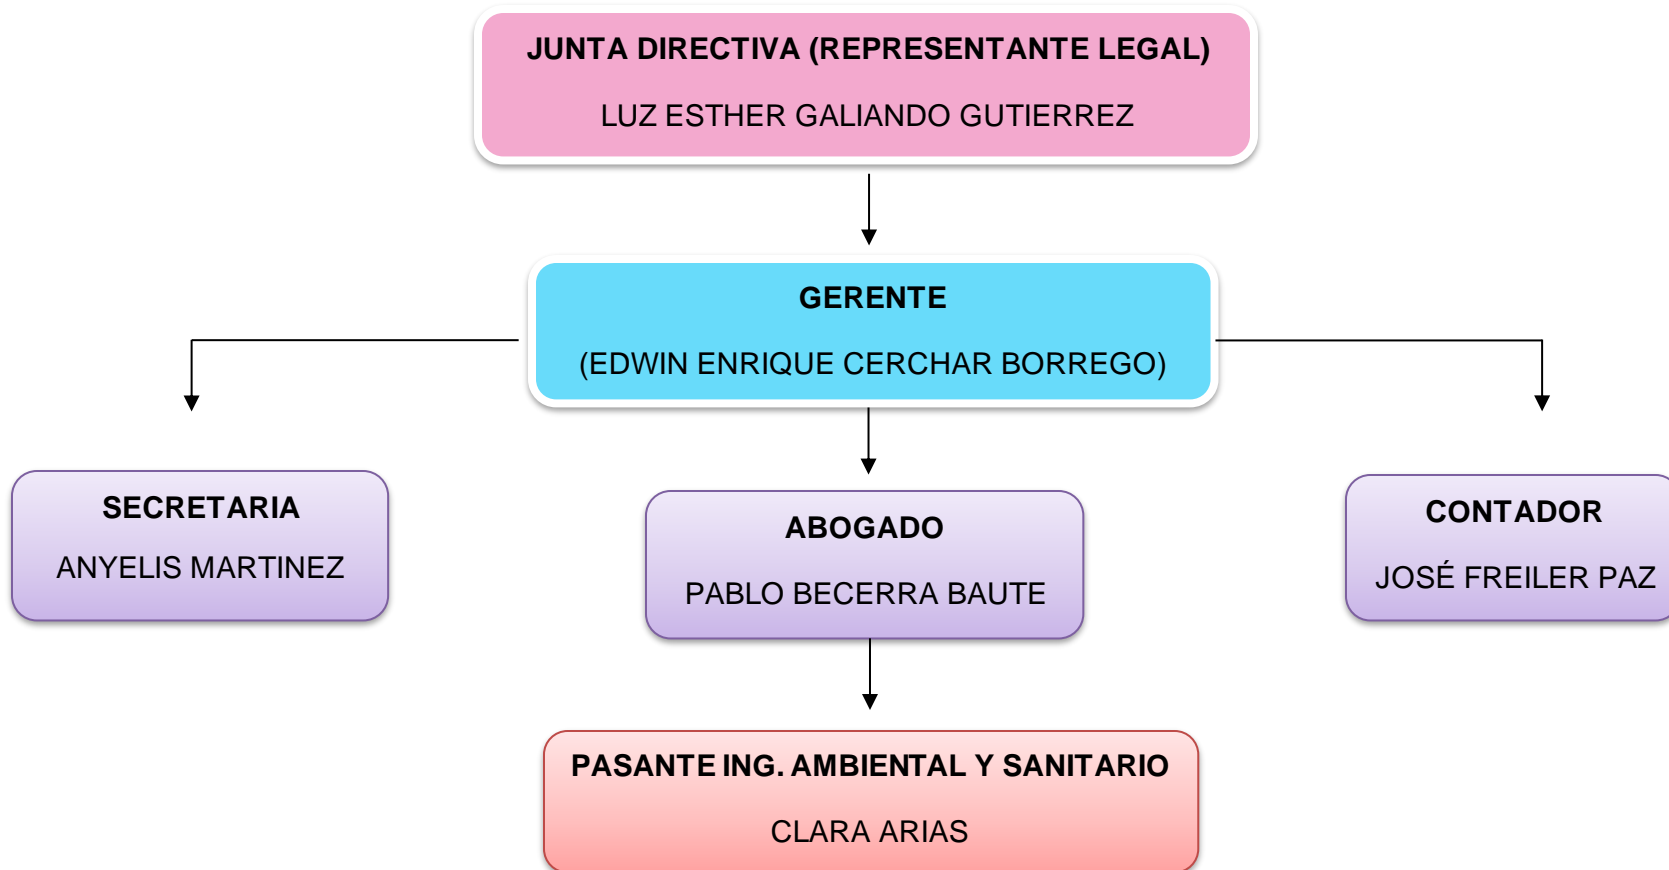 JUNTA DIRECTIVA (REPRESENTANTE LEGAL)
LUZ ESTHER GALIANDO GUTIERREZ
GERENTE
(EDWIN ENRIQUE CERCHAR BORREGO)
SECRETARIA
ANYELIS MARTINEZ
ABOGADO
PABLO BECERRA BAUTE
CONTADOR
JOSÉ FREILER PAZ
PASANTE ING. AMBIENTAL Y SANITARIO
CLARA ARIAS